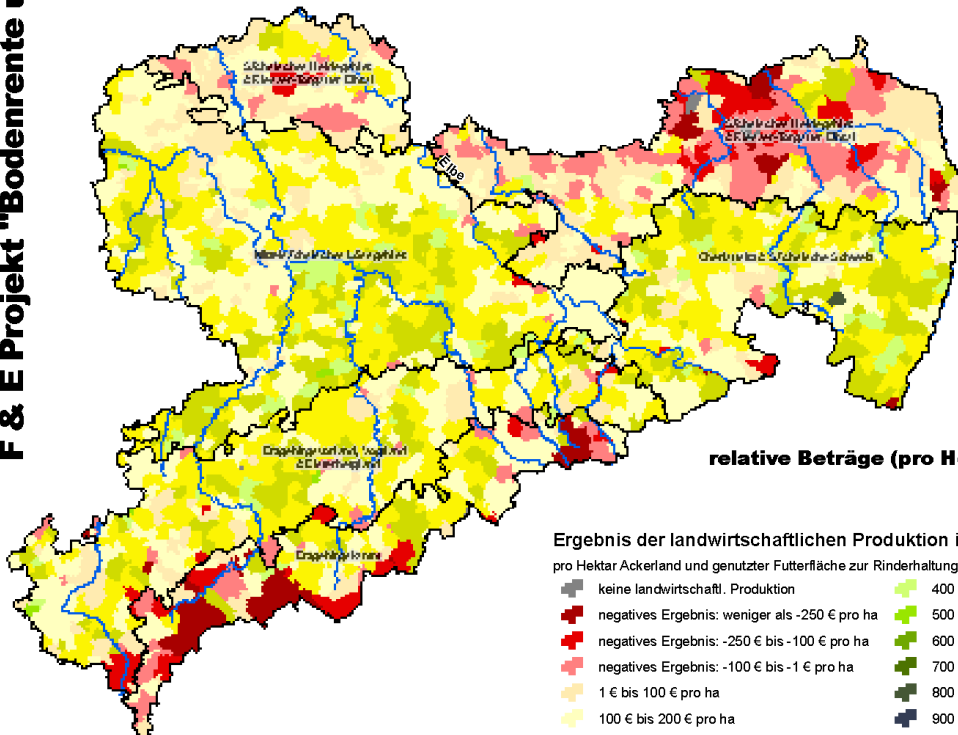 F & E Projekt "Bodenrente u
Elbe
relative Beträge (pro H
Ergebnis der landwirtschaftlichen Produktion i
pro Hektar Ackerland und genutzter Futterfläche zur Rinderhaltung
keine landwirtschaftl. Produktion
negatives Ergebnis: weniger als -250 € pro ha
negatives Ergebnis: -250 € bis -100 € pro ha
negatives Ergebnis: -100 € bis -1 € pro ha
1 € bis 100 € pro ha
100 € bis 200 € pro ha
400
500
600
700
800
900